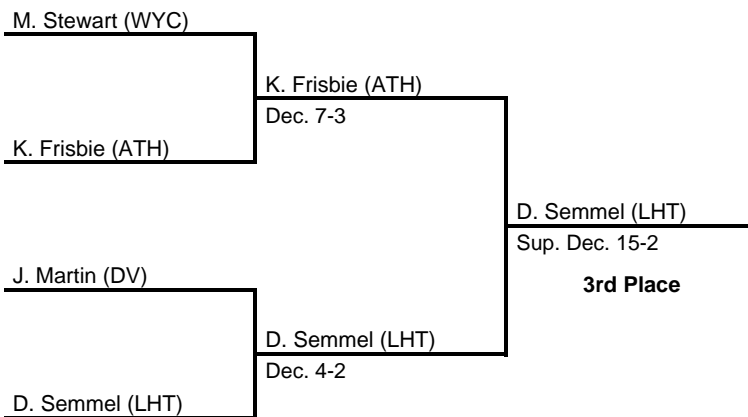 M. Stewart (WYC)
K. Frisbie (ATH)
Dec. 7-3
K. Frisbie (ATH)
D. Semmel (LHT)
Sup. Dec. 15-2
3rd Place
J. Martin (DV)
D. Semmel (LHT)
Dec. 4-2
D. Semmel (LHT)